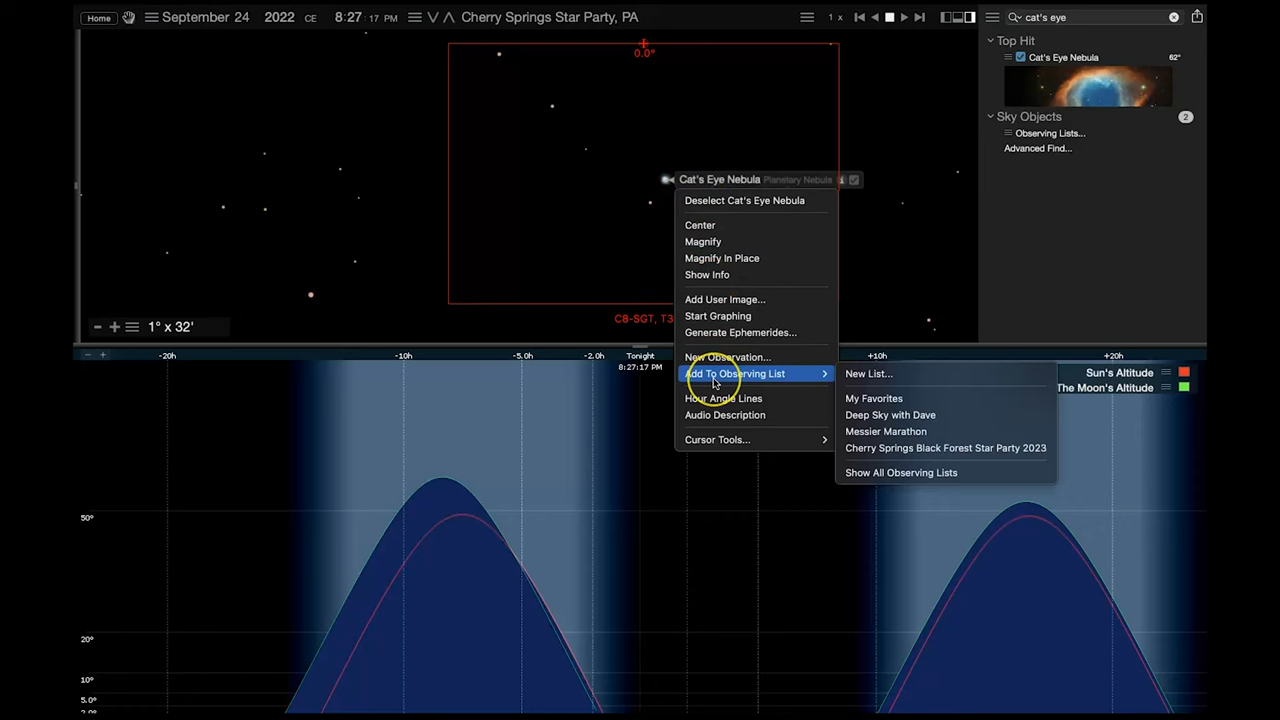 Home
September 24 2022 CE 8:27:17 PM Cherry Springs Star Party, PA
1 x
cat's eye
Top Hit
Cat's Eye Nebula 62°
Sky Objects 2
Observing Lists...
Advanced Find...
0.0°
Cat's Eye Nebula Planetary Nebula
Deselect Cat's Eye Nebula
Center
Magnify
Magnify In Place
Show Info
Add User Image...
Start Graphing
Generate Ephemerides...
New Observation...
Add To Observing List
Hour Angle Lines
Audio Description
Cursor Tools...
New List...
My Favorites
Deep Sky with Dave
Messier Marathon
Cherry Springs Black Forest Star Party 2023
Show All Observing Lists
C8-SGT, T3
1° x 32'
-20h -10h -5.0h -2.0h Tonight +10h +20h
8:27:17 PM
Sun's Altitude
The Moon's Altitude
50°
20°
10°
5.0°
2.0°